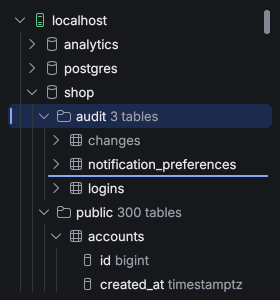 localhost
analytics
postgres
shop
audit 3 tables
changes
notification_preferences
logins
public 300 tables
accounts
id bigint
created_at timestamptz